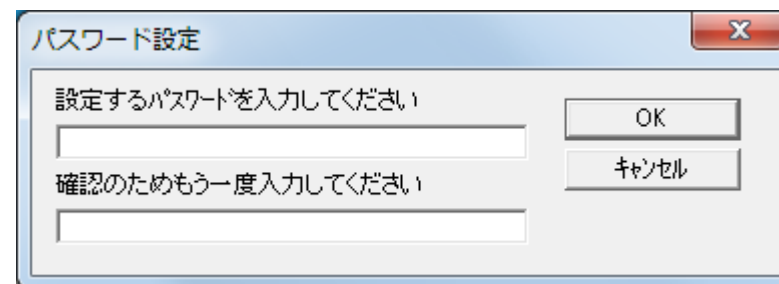 パスワード設定
設定するﾊﾟｽﾜｰﾄﾞを入力してください
OK
ｷｬﾝｾﾙ
確認のためもう一度入力してください